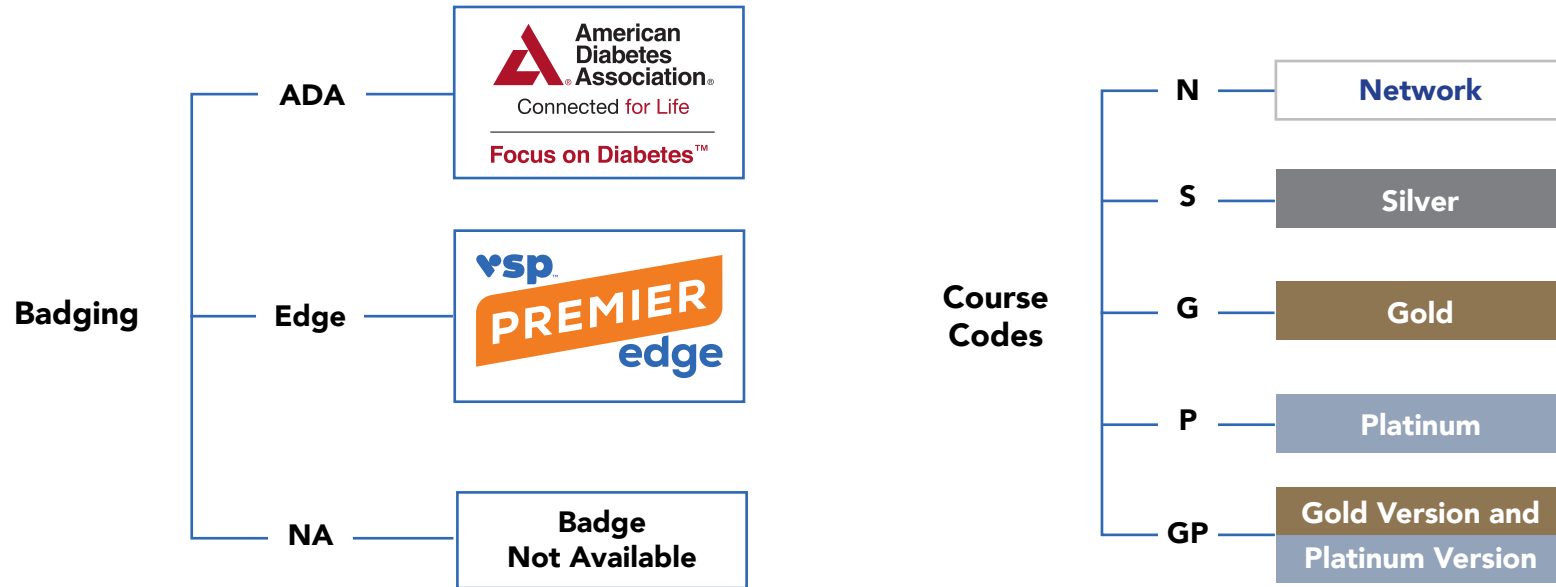 Badging
ADA
American
Diabetes
® Association®
Connected for Life
Focus on Diabetes™
Edge
vsp™
PREMIER
edge
NA
Badge
Not Available
Course
Codes
N
Network
S
Silver
G
Gold
P
Platinum
GP
Gold Version and
Platinum Version